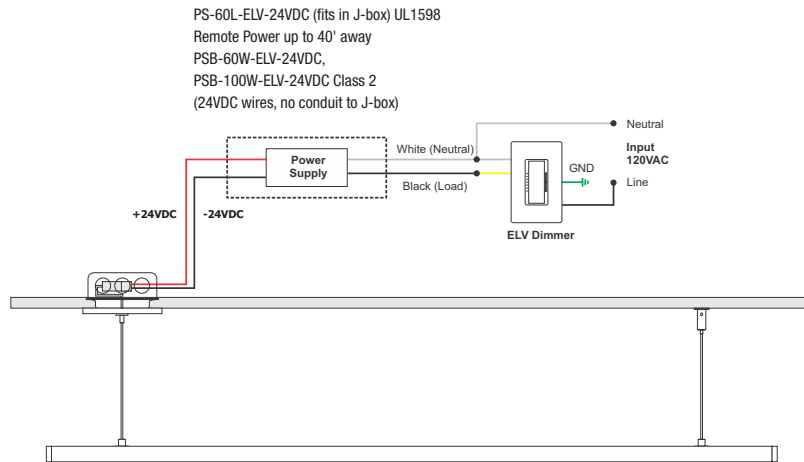 PS-60L-ELV-24VDC (fits in J-box) UL1598
Remote Power up to 40' away
PSB-60W-ELV-24VDC,
PSB-100W-ELV-24VDC Class 2
(24VDC wires, no conduit to J-box)
Neutral
White (Neutral)
Input
120VAC
Power
Supply
GND
Line
Black (Load)
+24VDC
-24VDC
ELV Dimmer